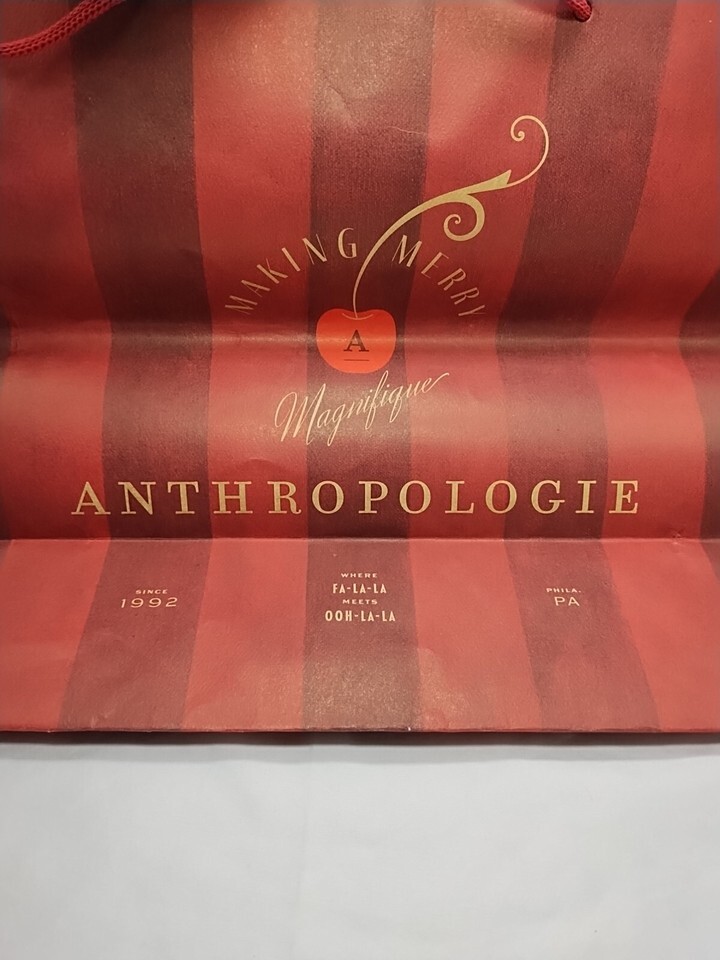 MAKING MERRY
A
Magnifique
ANTHROPOLOGIE
SINCE
1992
WHERE
FA-LA-LA
MEETS
OOH-LA-LA
PHILA.
PA